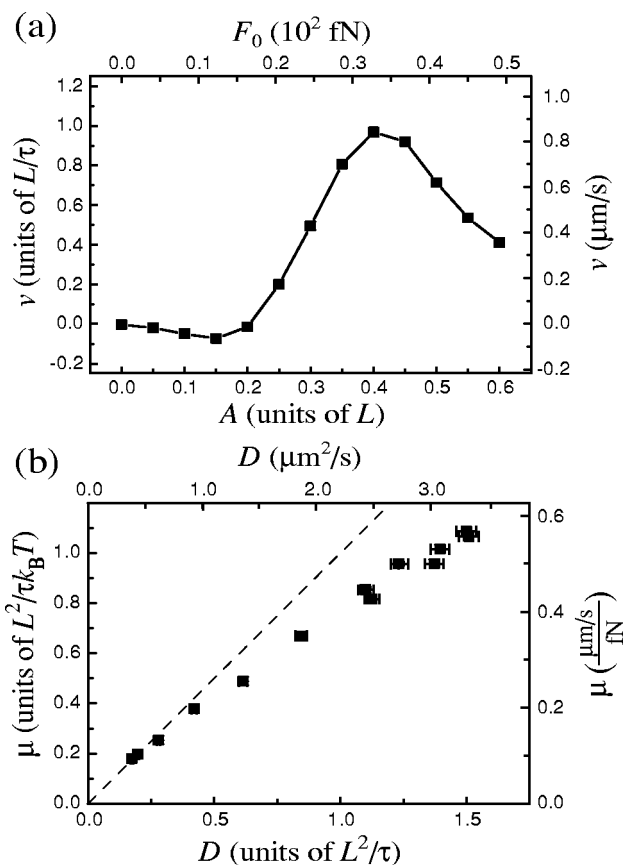 (a)
F₀ (10² fN)
0.0 0.1 0.2 0.3 0.4 0.5
v (units of L/τ)
1.2
1.0
0.8
0.6
0.4
0.2
0.0
-0.2
1.0
0.8
0.6
0.4
0.2
0.0
-0.2
v (μm/s)
0.0 0.1 0.2 0.3 0.4 0.5 0.6
A (units of L)
(b)
D (μm²/s)
0.0 1.0 2.0 3.0
μ (units of L²/τk_BT)
1.0
0.8
0.6
0.4
0.2
0.0
0.6
0.4
0.2
0.0
μ (μm/s / fN)
0.0 0.5 1.0 1.5
D (units of L²/τ)